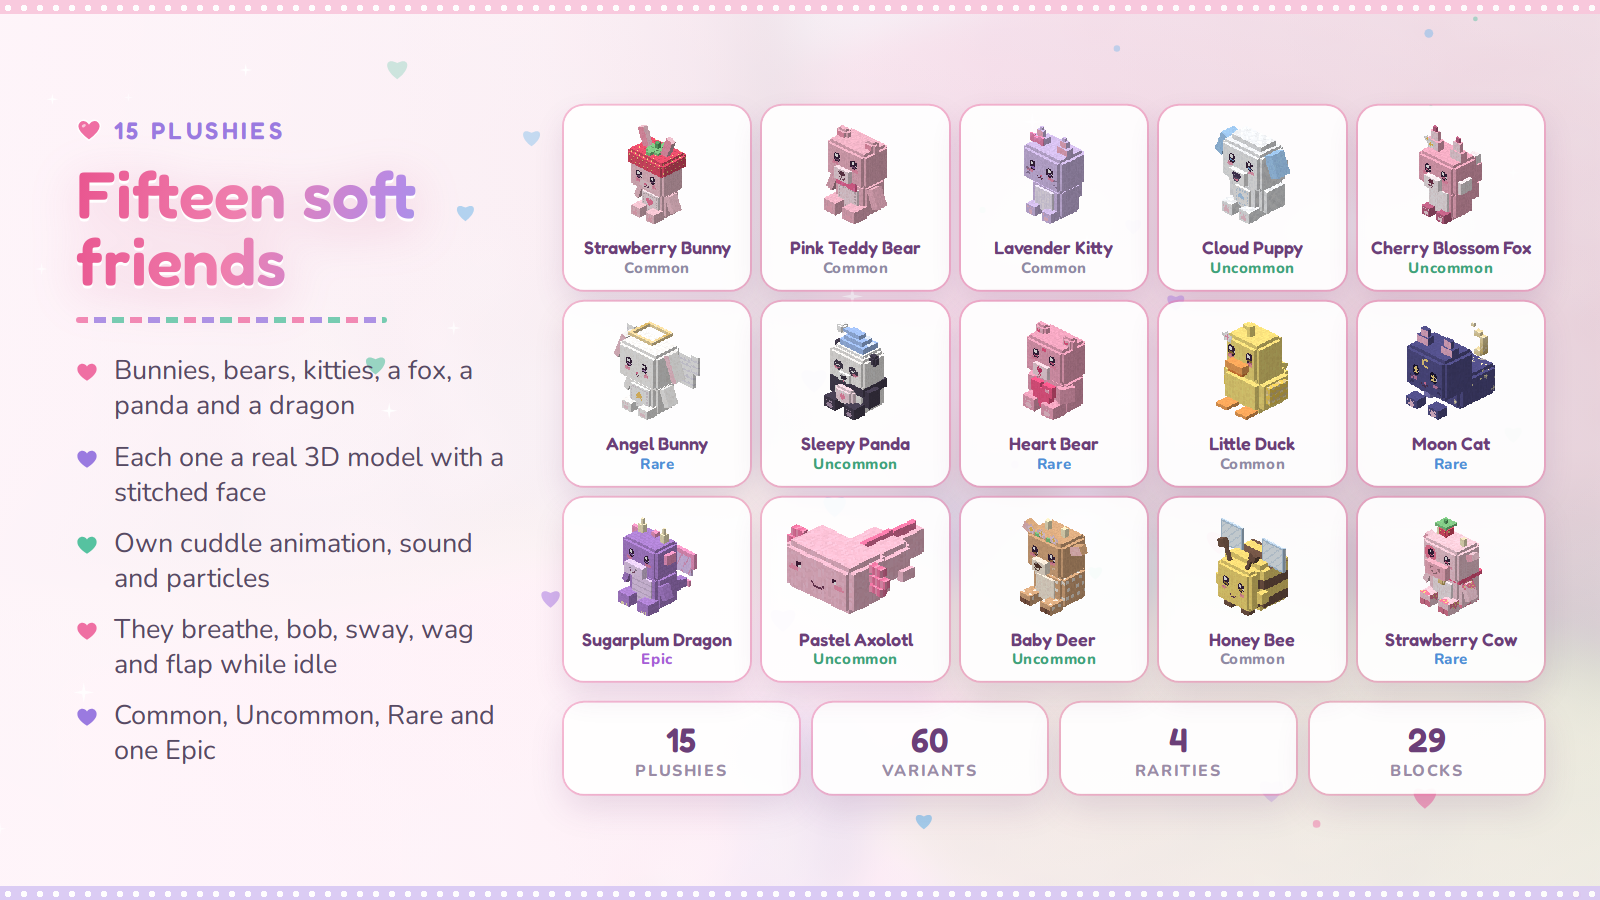 15 PLUSHIES
Fifteen soft
friends
Bunnies, bears, kitties, a fox, a
panda and a dragon
Each one a real 3D model with a
stitched face
Own cuddle animation, sound
and particles
They breathe, bob, sway, wag
and flap while idle
Common, Uncommon, Rare and
one Epic
Strawberry Bunny
Common
Pink Teddy Bear
Common
Lavender Kitty
Common
Cloud Puppy
Uncommon
Cherry Blossom Fox
Uncommon
Angel Bunny
Rare
Sleepy Panda
Uncommon
Heart Bear
Rare
Little Duck
Common
Moon Cat
Rare
Sugarplum Dragon
Epic
Pastel Axolotl
Uncommon
Baby Deer
Uncommon
Honey Bee
Common
Strawberry Cow
Rare
15
PLUSHIES
60
VARIANTS
4
RARITIES
29
BLOCKS